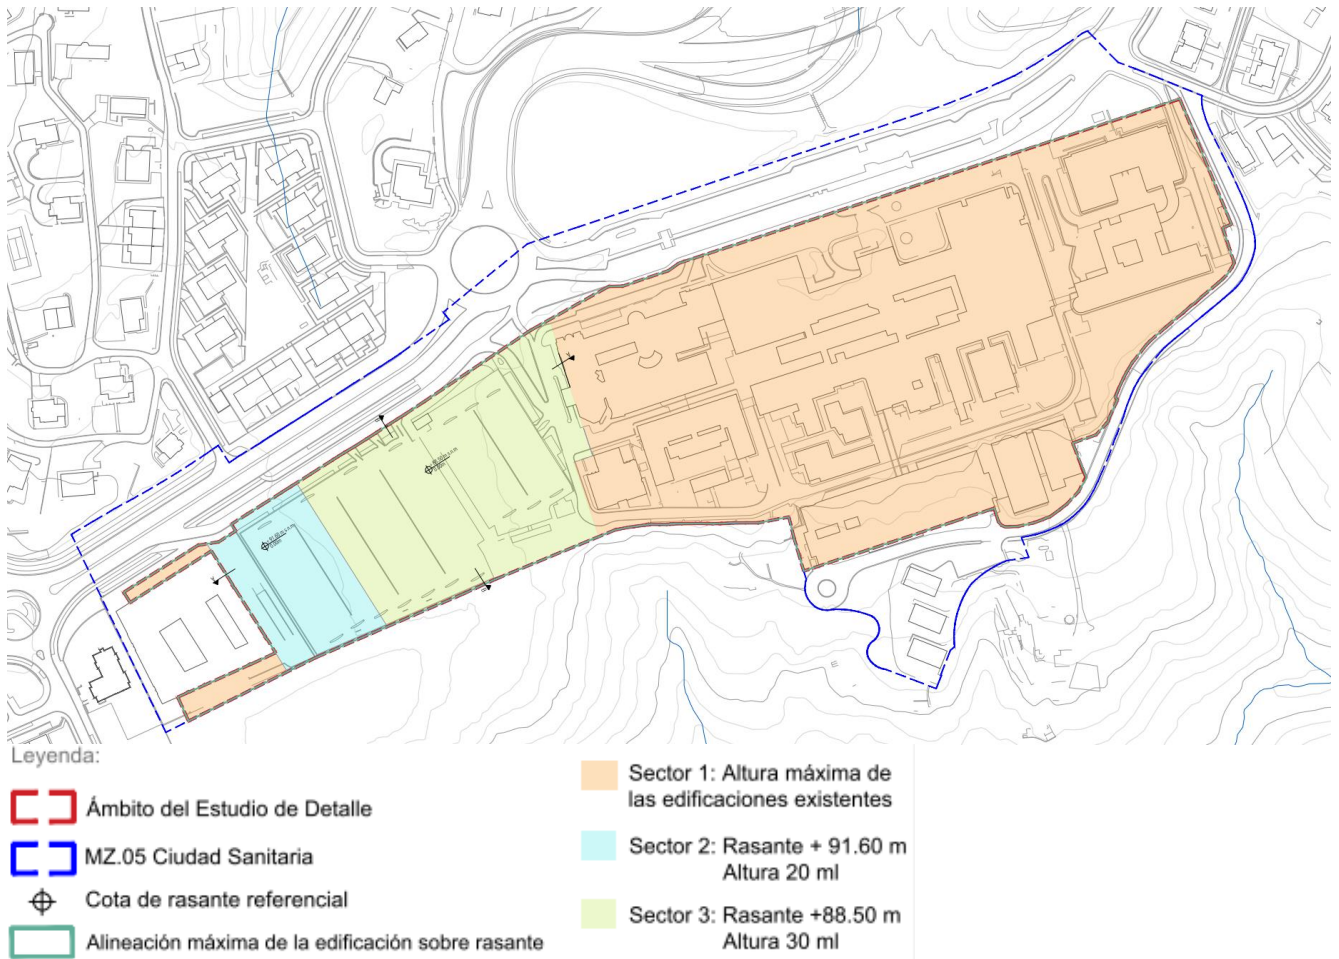 Leyenda:
Ámbito del Estudio de Detalle
MZ.05 Ciudad Sanitaria
Cota de rasante referencial
Alineación máxima de la edificación sobre rasante
Sector 1: Altura máxima de
las edificaciones existentes
Sector 2: Rasante + 91.60 m
Altura 20 ml
Sector 3: Rasante +88.50 m
Altura 30 ml